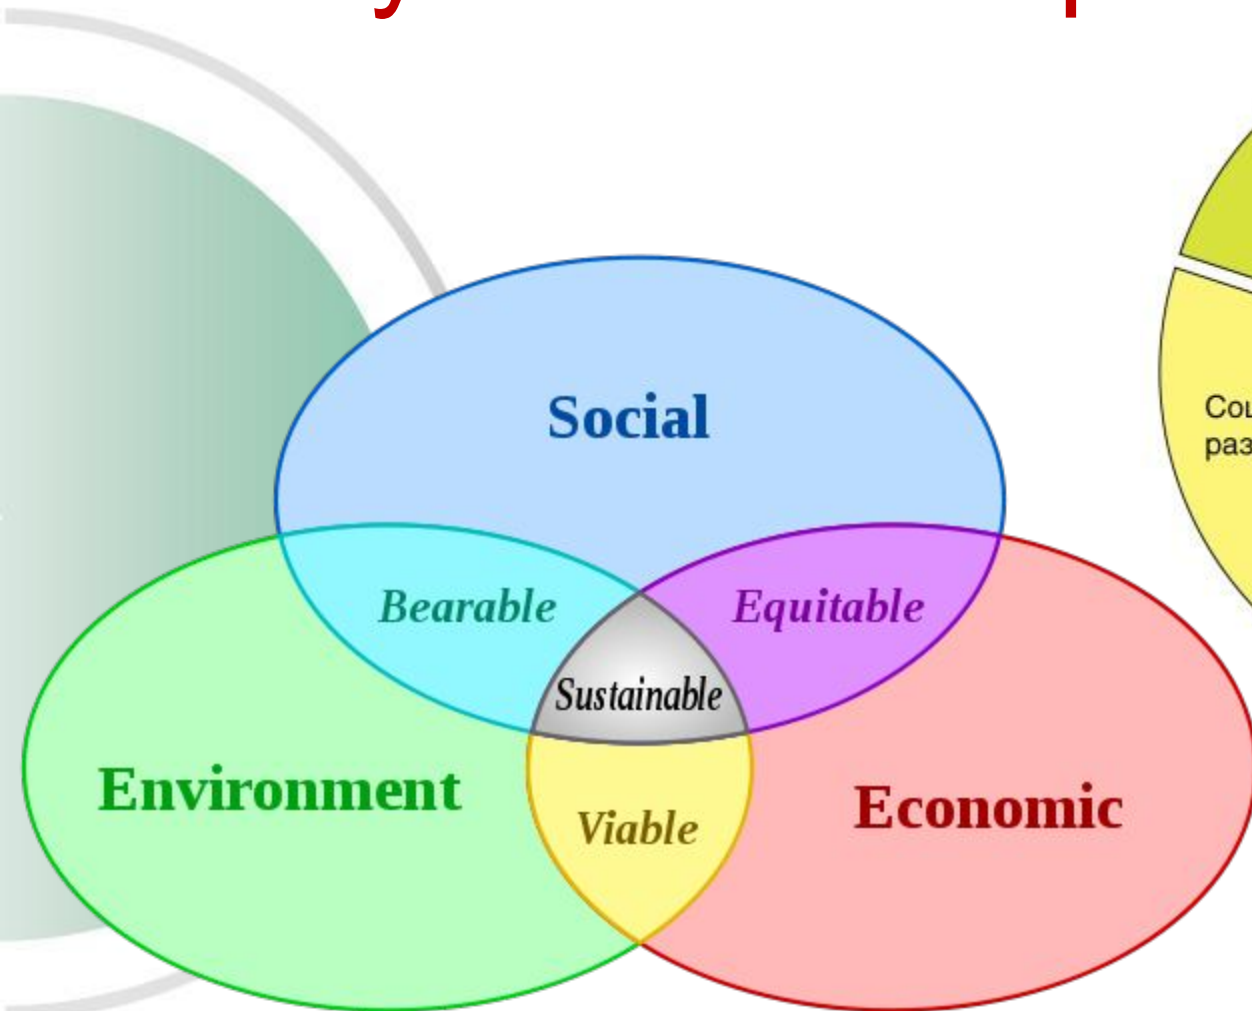 Social
Bearable
Equitable
Sustainable
Environment
Viable
Economic